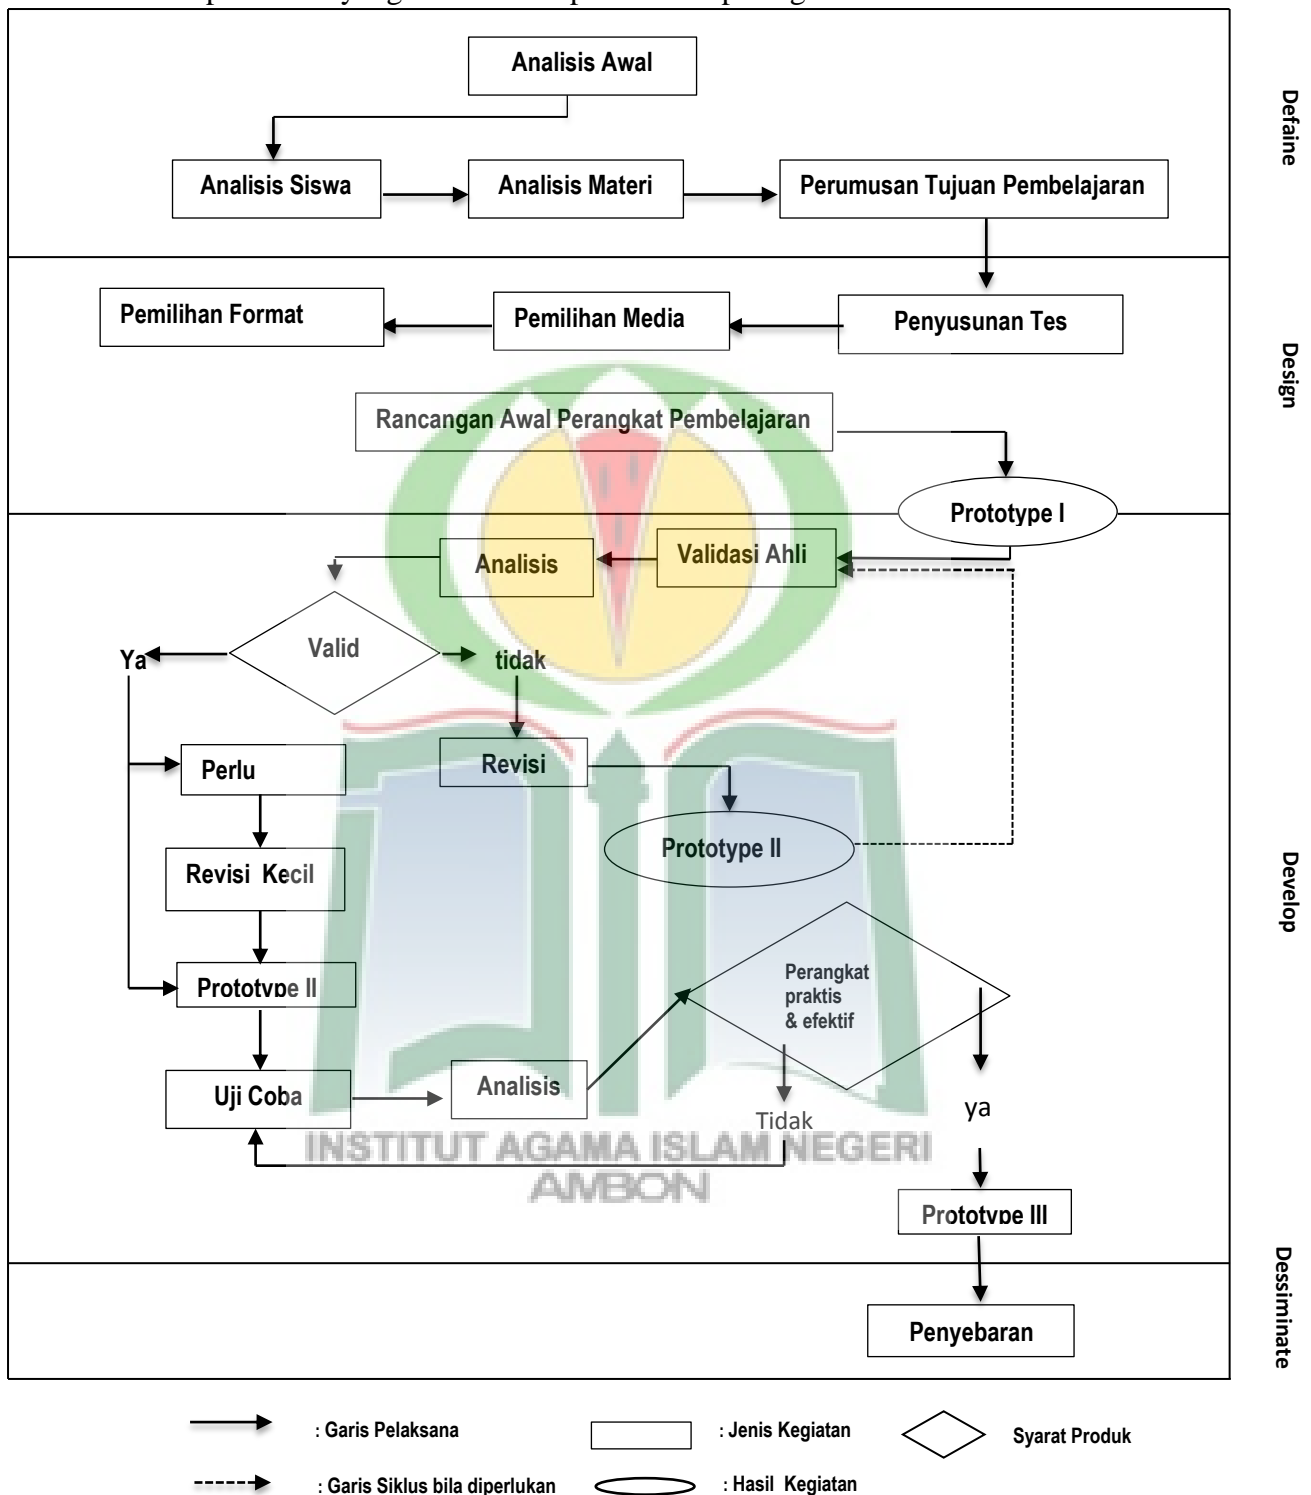 Analisis Awal
Analisis Siswa
Analisis Materi
Perumusan Tujuan Pembelajaran
Defaine
Pemilihan Format
Pemilihan Media
Penyusunan Tes
Rancangan Awal Perangkat Pembelajaran
Prototype I
Design
Validasi Ahli
Analisis
Valid
Ya
tidak
Perlu
Revisi
Revisi Kecil
Prototype II
Prototype II
Perangkat
praktis
& efektif
Uji Coba
Analisis
Tidak
ya
INSTITUT AGAMA ISLAM NEGERI
AMBON
Prototype III
Develop
Penyebaran
Dessiminate
: Garis Pelaksana
: Jenis Kegiatan
Syarat Produk
: Garis Siklus bila diperlukan
: Hasil Kegiatan